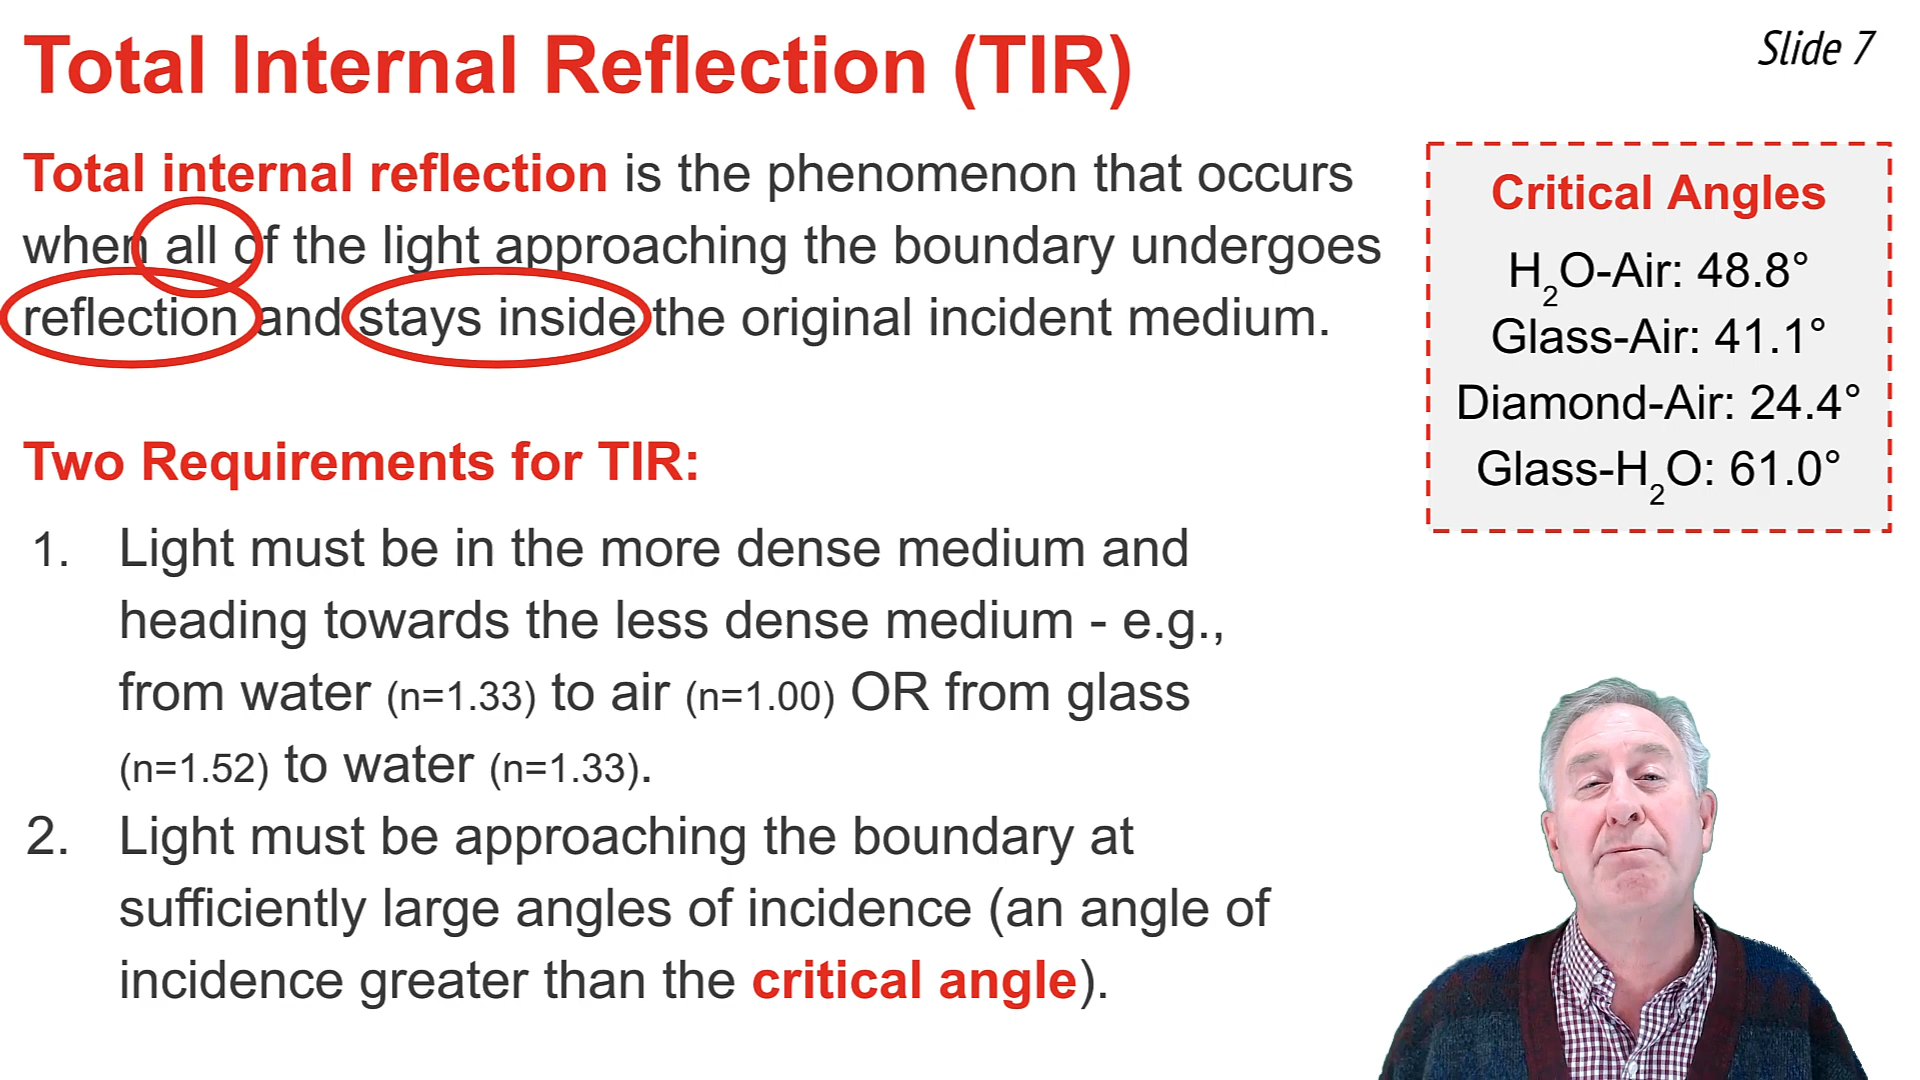 Total Internal Reflection (TIR)
Slide 7
Total internal reflection is the phenomenon that occurs
when all of the light approaching the boundary undergoes
reflection and stays inside the original incident medium.
Critical Angles
H₂O-Air: 48.8°
Glass-Air: 41.1°
Diamond-Air: 24.4°
Glass-H₂O: 61.0°
Two Requirements for TIR:
1. Light must be in the more dense medium and
heading towards the less dense medium - e.g.,
from water (n=1.33) to air (n=1.00) OR from glass
(n=1.52) to water (n=1.33).
2. Light must be approaching the boundary at
sufficiently large angles of incidence (an angle of
incidence greater than the critical angle).